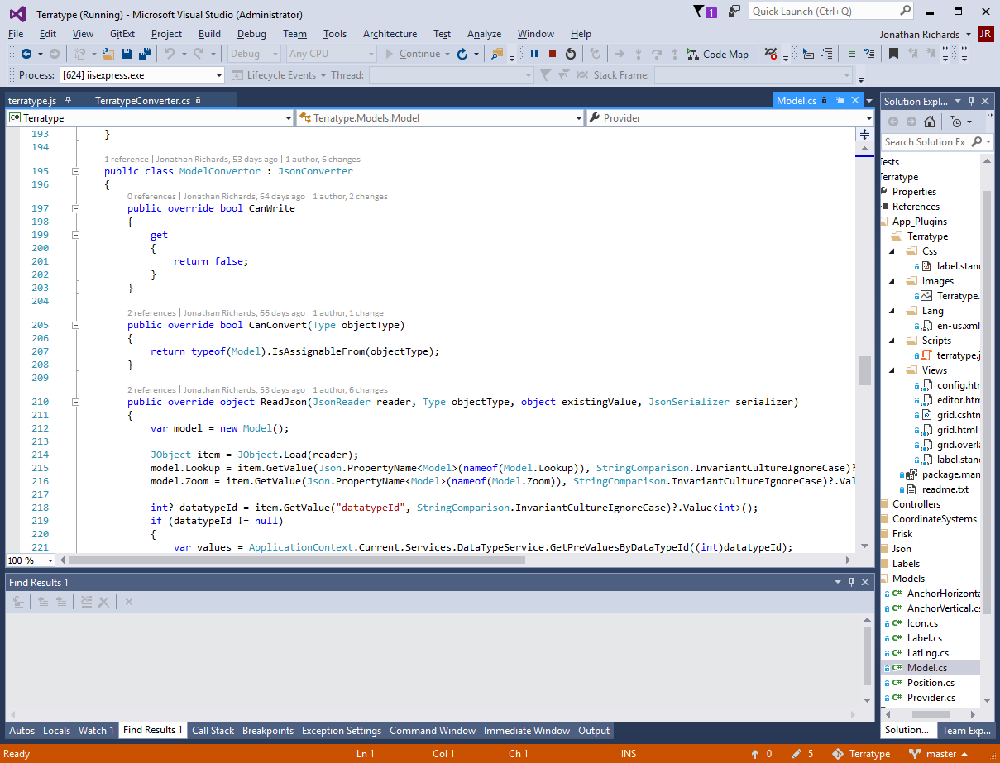 Terratype (Running) - Microsoft Visual Studio (Administrator)
1
Quick Launch (Ctrl+Q)
File Edit View GitExt Project Build Debug Team Tools Architecture Test Analyze Window Help
Jonathan Richards JR
Debug Any CPU Continue Code Map
Process: [624] iisexpress.exe Lifecycle Events Thread: Stack Frame:
terratype.js TerratypeConverter.cs Model.cs
Terratype Terratype.Models.Model Provider
193 }
194
1 reference | Jonathan Richards, 53 days ago | 1 author, 6 changes
195 public class ModelConvertor : JsonConverter
196 {
0 references | Jonathan Richards, 64 days ago | 1 author, 2 changes
197 public override bool CanWrite
198 {
199 get
200 {
201 return false;
202 }
203 }
204
2 references | Jonathan Richards, 66 days ago | 1 author, 1 change
205 public override bool CanConvert(Type objectType)
206 {
207 return typeof(Model).IsAssignableFrom(objectType);
208 }
209
2 references | Jonathan Richards, 53 days ago | 1 author, 6 changes
210 public override object ReadJson(JsonReader reader, Type objectType, object existingValue, JsonSerializer serializer)
211 {
212 var model = new Model();
213
214 JObject item = JObject.Load(reader);
215 model.Lookup = item.GetValue(Json.PropertyName<Model>(nameof(Model.Lookup)), StringComparison.InvariantCultureIgnoreCase)?
216 model.Zoom = item.GetValue(Json.PropertyName<Model>(nameof(Model.Zoom)), StringComparison.InvariantCultureIgnoreCase)?.Val
217
218 int? datatypeId = item.GetValue("datatypeId", StringComparison.InvariantCultureIgnoreCase)?.Value<int>();
219 if (datatypeId != null)
220 {
221 var values = ApplicationContext.Current.Services.DataTypeService.GetPreValuesByDataTypeId((int)datatypeId);
100 %
Find Results 1
Autos Locals Watch 1 Find Results 1 Call Stack Breakpoints Exception Settings Command Window Immediate Window Output
Solution Expl...
Search Solution Ex
Tests
Terratype
Properties
References
App_Plugins
Terratype
Css
label.stand
Images
Terratype.
Lang
en-us.xml
Scripts
terratype.j
Views
config.htm
editor.htm
grid.cshtm
grid.html
grid.overla
label.stand
package.man
readme.txt
Controllers
CoordinateSystems
Frisk
Json
Labels
Models
AnchorHorizonta
AnchorVertical.cs
Icon.cs
Label.cs
LatLng.cs
Model.cs
Position.cs
Provider.cs
Solution... Team Exp...
Ready Ln 1 Col 1 Ch 1 INS 0 5 Terratype master